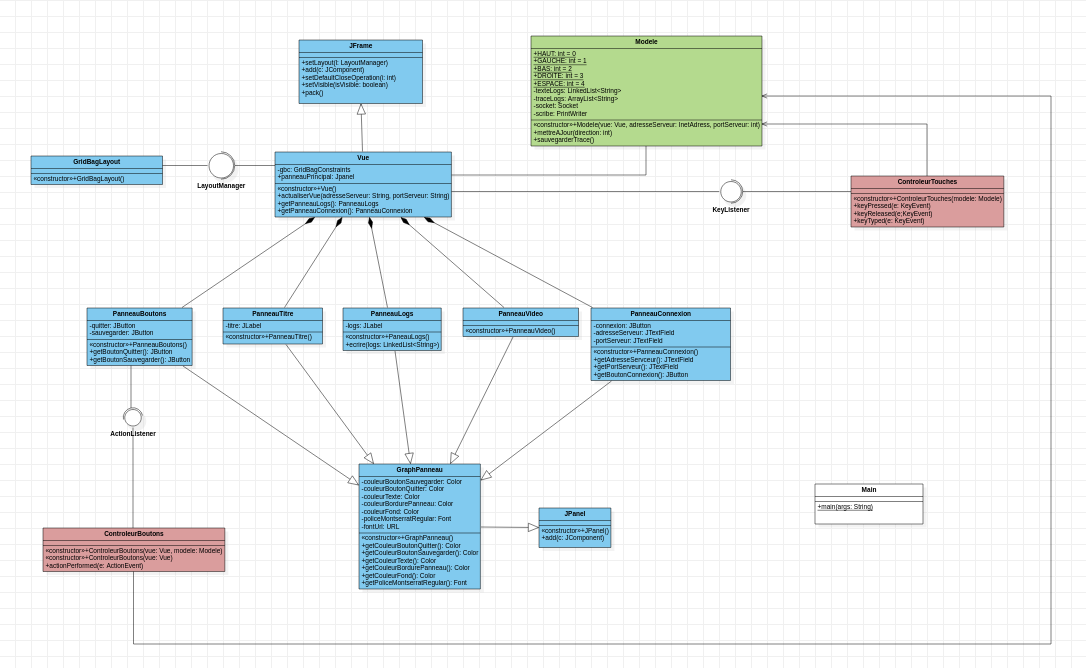 JFrame
+setLayout(t: LayoutManager)
+add(c: JComponent)
+setDefaultCloseOperation(i: int)
+setVisible(isVisible: boolean)
+pack()
Modele
+HAUT: int = 0
+GAUCHE: int = 1
+BAS: int = 2
+DROITE: int = 3
+ESPACE: int = 4
-texteLogs: LinkedList<String>
-traceLogs: ArrayList<String>
-socket: Socket
-scribe: PrintWriter
«constructor»+Modele(vue: Vue, adresseServeur: InetAdress, portServeur: int)
+mettreAJour(direction: int)
+sauvegarderTrace()
GridBagLayout
«constructor»+GridBagLayout()
LayoutManager
Vue
-gbc: GridBagConstraints
+panneauPrincipal: Jpanel
«constructor»+Vue()
+actualiserVue(adresseServeur: String, portServeur: String)
+getPanneauLogs(): PanneauLogs
+getPanneauConnexion(): PanneauConnexion
KeyListener
ControleurTouches
«constructor»+ControleurTouches(modele: Modele)
+keyPressed(e: KeyEvent)
+keyReleased(e:KeyEvent)
+keyTyped(e: KeyEvent)
PanneauBoutons
-quitter: JButton
-sauvegarder: JButton
«constructor»+PanneauBoutons()
+getBoutonQuitter(): JButton
+getBoutonSauvegarder(): JButton
PanneauTitre
-titre: JLabel
«constructor»+PanneauTitre()
PanneauLogs
-logs: JLabel
«constructor»+PaneauLogs()
+ecrire(logs: LinkedList<String>)
PanneauVideo
«constructor»+PanneauVideo()
PanneauConnexion
-connexion: JButton
-adresseServeur: JTextField
-portServeur: JTextField
«constructor»+PanneauConnexion()
+getAdresseServceur(): JTextField
+getPortServeur(): JTextField
+getBoutonConnexion(): JButton
ActionListener
GraphPanneau
-couleurBoutonSauvegarder: Color
-couleurBoutonQuitter: Color
-couleurTexte: Color
-couleurBordurePanneau: Color
-couleurFond: Color
-policeMontserratRegular: Font
-fontUrl: URL
«constructor»+GraphPanneau()
+getCouleurBoutonQuitter(): Color
+getCouleurBoutonSauvegarder(): Color
+getCouleurTexte(): Color
+getCouleurBordurePanneau(): Color
+getCouleurFond(): Color
+getPoliceMontserratRegular(): Font
JPanel
«constructor»+JPanel()
+add(c: JComponent)
Main
+main(args: String)
ControleurBoutons
«constructor»+ControleurBoutons(vue: Vue, modele: Modele)
«constructor»+ControleurBoutons(vue: Vue)
+actionPerformed(e: ActionEvent)